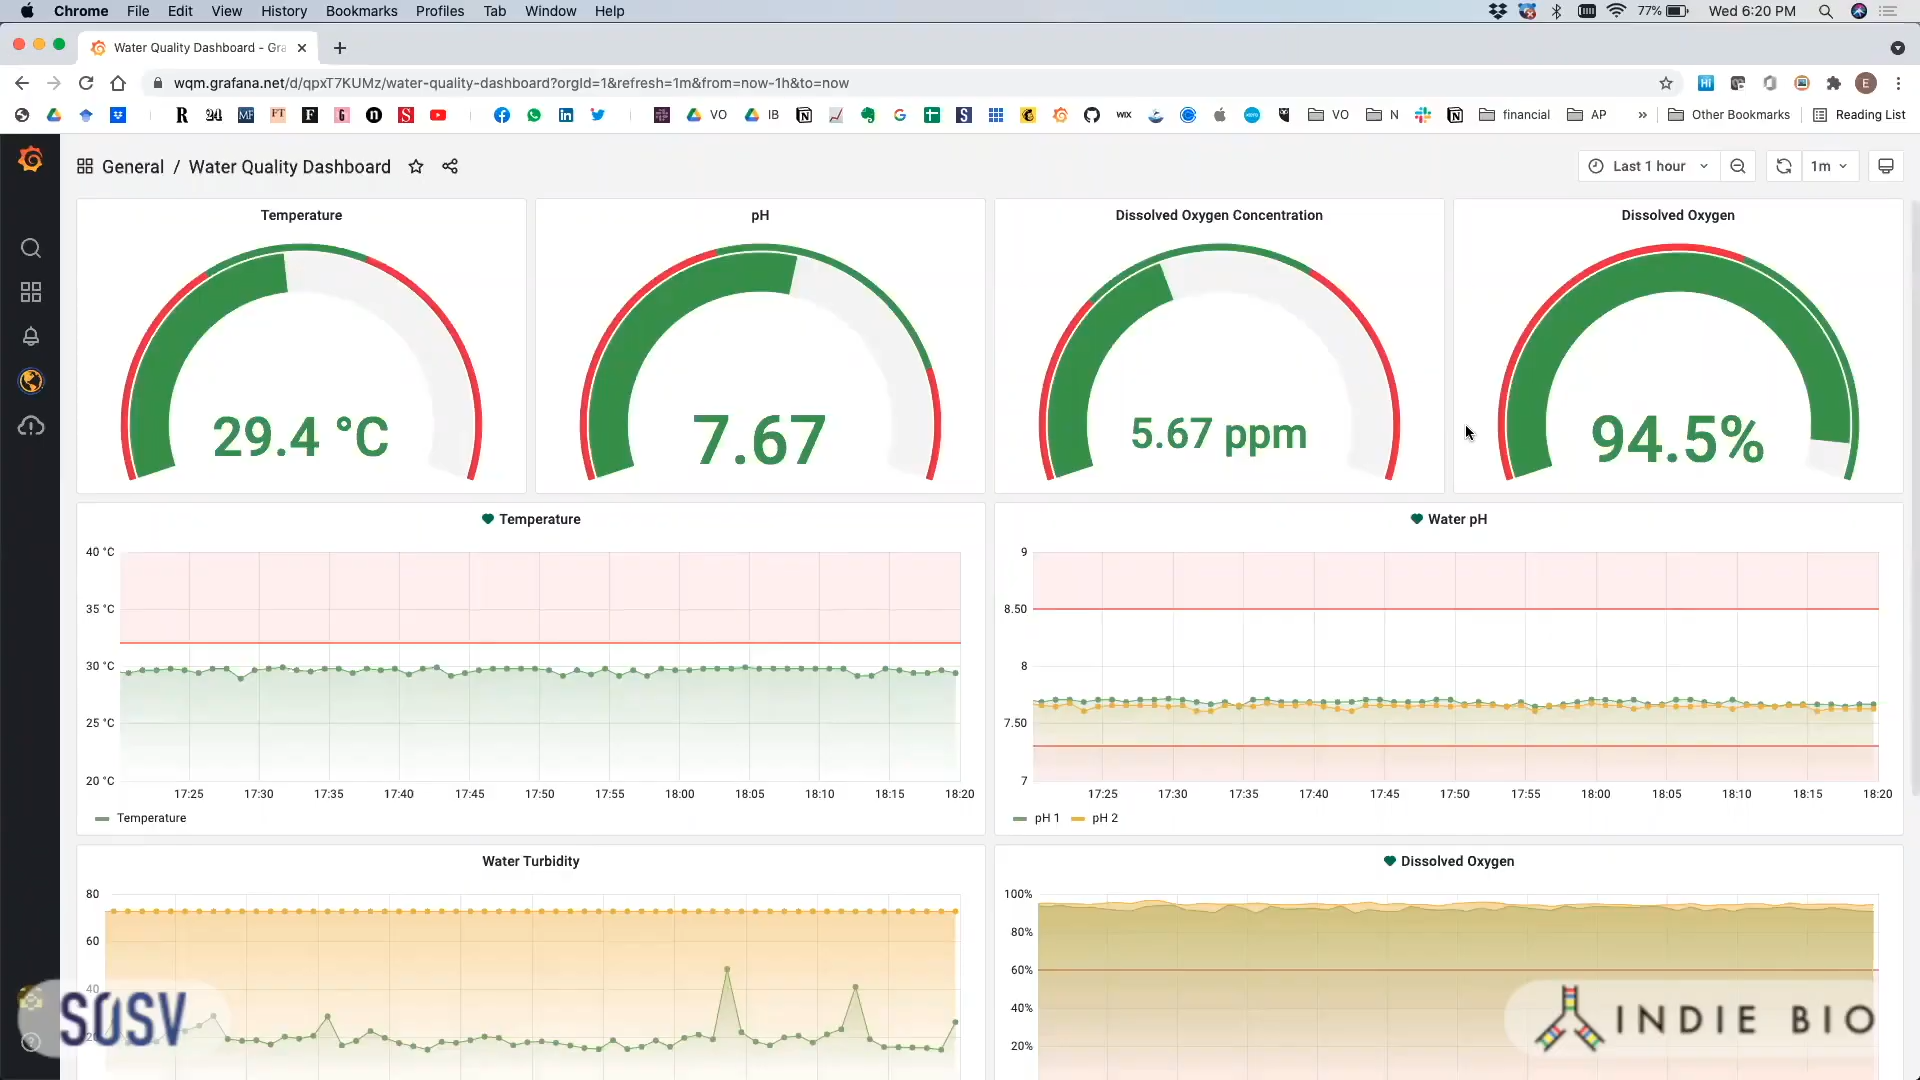 Chrome File Edit View History Bookmarks Profiles Tab Window Help 77% Wed 6:20 PM
Water Quality Dashboard - Gra
wqm.grafana.net/d/qpxT7KUMz/water-quality-dashboard?orgId=1&refresh=1m&from=now-1h&to=now
VO IB VO N financial AP » Other Bookmarks Reading List
General / Water Quality Dashboard Last 1 hour 1m
Temperature pH Dissolved Oxygen Concentration Dissolved Oxygen
29.4 °C 7.67 5.67 ppm 94.5%
Temperature
40 °C
35 °C
30 °C
25 °C
20 °C
17:25 17:30 17:35 17:40 17:45 17:50 17:55 18:00 18:05 18:10 18:15 18:20
Temperature
Water pH
9
8.50
8
7.50
7
17:25 17:30 17:35 17:40 17:45 17:50 17:55 18:00 18:05 18:10 18:15 18:20
pH 1 pH 2
Water Turbidity
80
60
40
20
SOSV
Dissolved Oxygen
100%
80%
60%
40%
20%
INDIE BIO